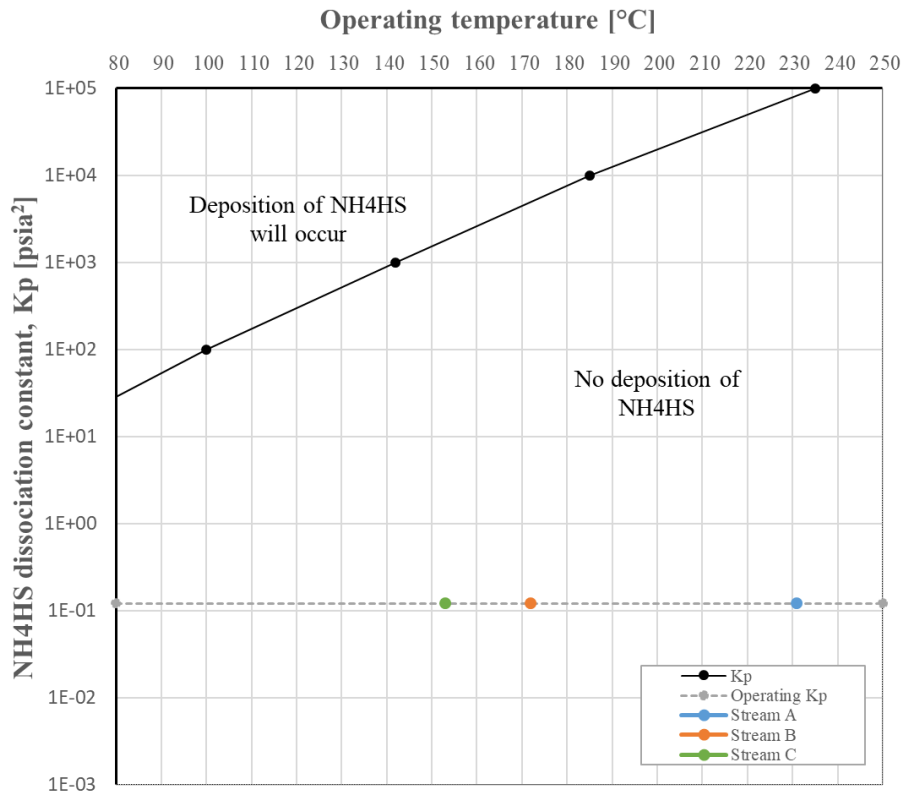 Operating temperature [°C]
80 90 100 110 120 130 140 150 160 170 180 190 200 210 220 230 240 250
NH4HS dissociation constant, Kp [psia²]
1E+05
1E+04
1E+03
1E+02
1E+01
1E+00
1E-01
1E-02
1E-03
Deposition of NH4HS
will occur
No deposition of
NH4HS
Kp
Operating Kp
Stream A
Stream B
Stream C